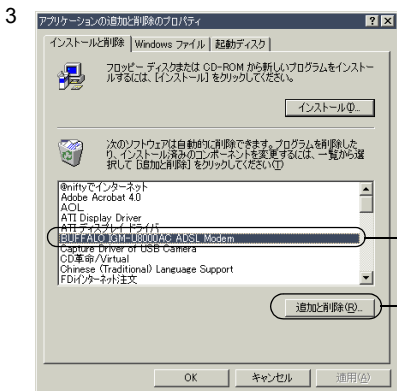 3
アプリケーションの追加と削除のプロパティ
インストールと削除 Windows ファイル 起動ディスク
フロッピー ディスクまたは CD-ROM から新しいプログラムをインストー
ルするには、[インストール] をクリックしてください。
インストール(I)...
次のソフトウェアは自動的に削除できます。プログラムを削除した
り、インストール済みのコンポーネントを変更するには、一覧から選
択して [追加と削除] をクリックしてください(T)
@niftyでインターネット
Adobe Acrobat 4.0
AOL
ATI Display Driver
ATI ディスプレイ ドライバ
BUFFALO IGM-U8000AC ADSL Modem
Capture Driver of USB Camera
CD革命/Virtual
Chinese (Traditional) Language Support
FDiインターネット注文
追加と削除(R)...
OK キャンセル 適用(A)